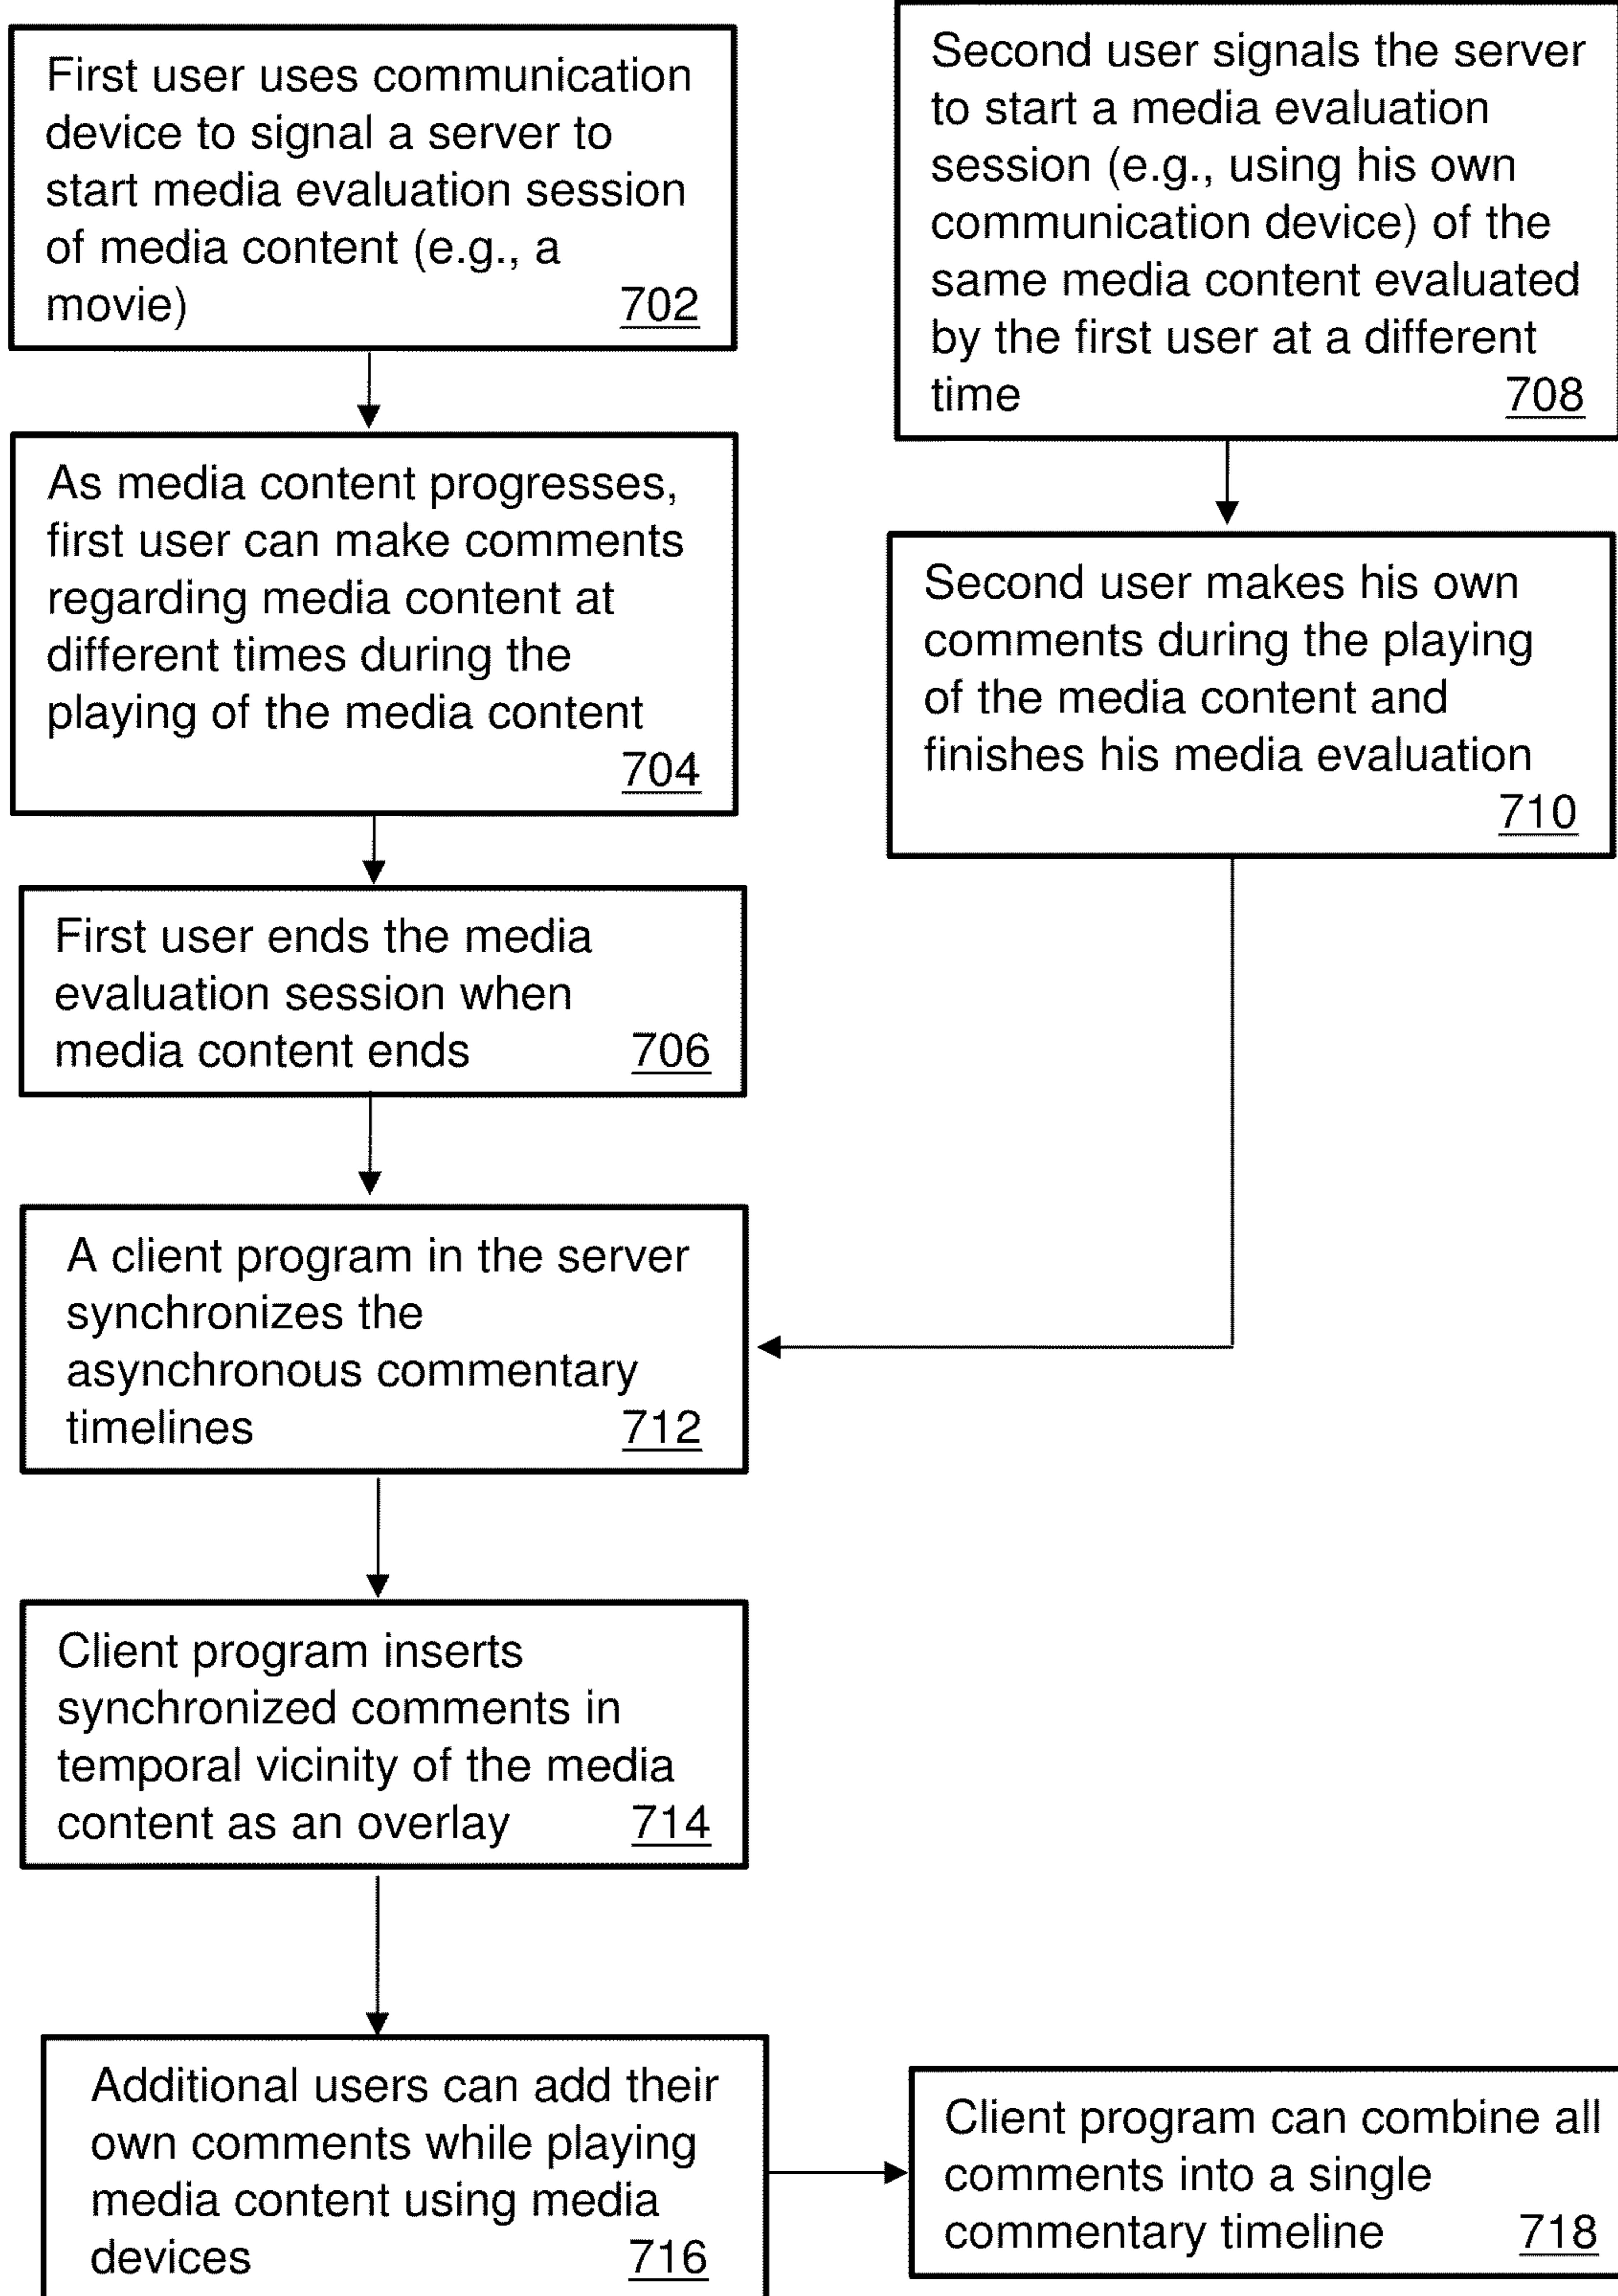 First user uses communication
device to signal a server to
start media evaluation session
of media content (e.g., a
movie) 702
As media content progresses,
first user can make comments
regarding media content at
different times during the
playing of the media content
704
First user ends the media
evaluation session when
media content ends 706
Second user signals the server
to start a media evaluation
session (e.g., using his own
communication device) of the
same media content evaluated
by the first user at a different
time 708
Second user makes his own
comments during the playing
of the media content and
finishes his media evaluation
710
A client program in the server
synchronizes the
asynchronous commentary
timelines 712
Client program inserts
synchronized comments in
temporal vicinity of the media
content as an overlay 714
Additional users can add their
own comments while playing
media content using media
devices 716
Client program can combine all
comments into a single
commentary timeline 718